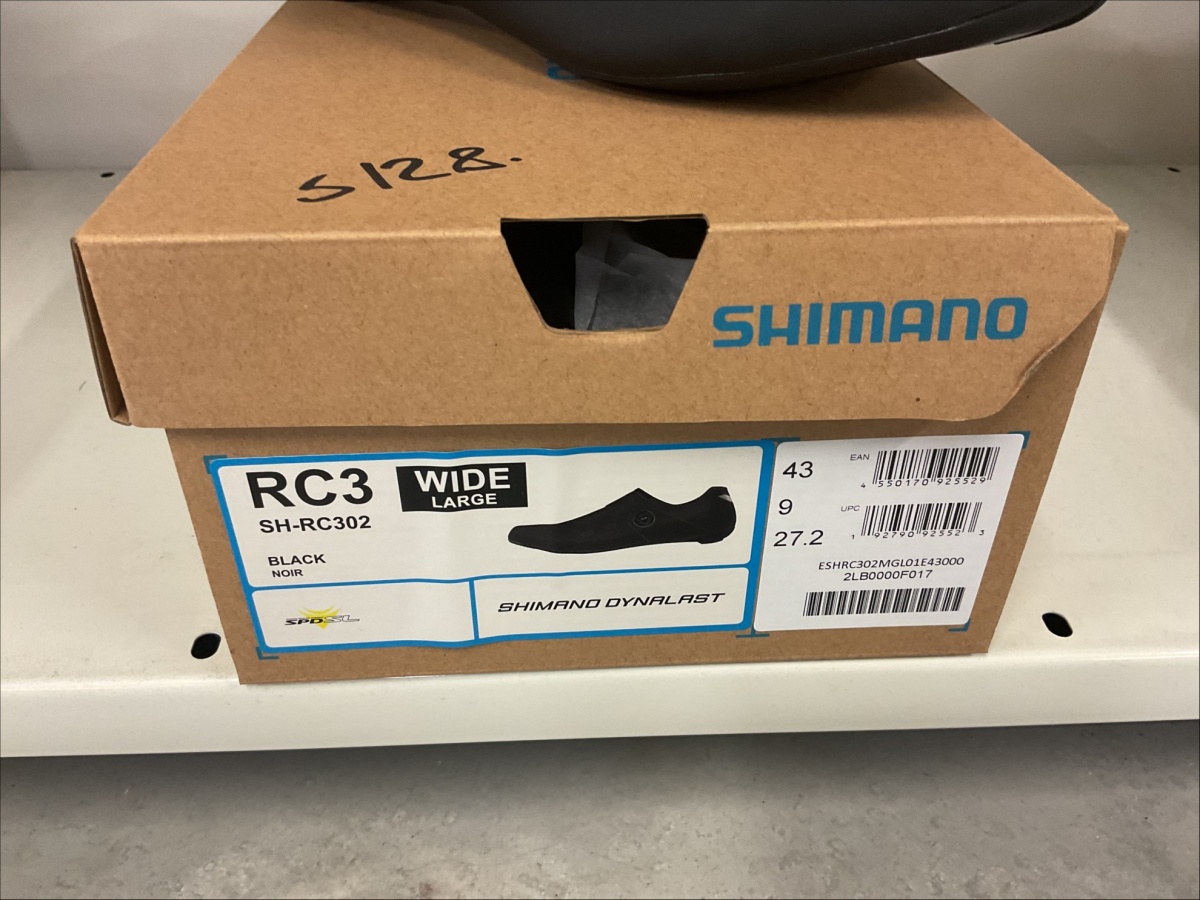 S128.
SHIMANO
RC3
WIDE
LARGE
SH-RC302
BLACK
NOIR
SPD-SL
SHIMANO DYNALAST
43
9
27.2
EAN
4 550170 925529
UPC
1 92790 92552 3
ESHRC302MGL01E43000
2LB0000F017